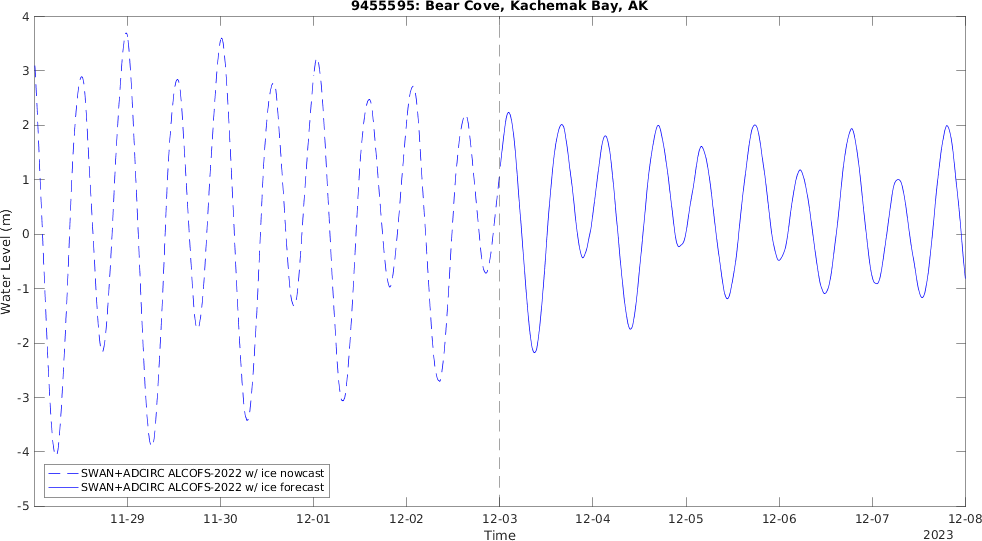 9455595: Bear Cove, Kachemak Bay, AK
4
3
2
1
0
-1
-2
-3
-4
-5
Water Level (m)
SWAN+ADCIRC ALCOFS-2022 w/ ice nowcast
SWAN+ADCIRC ALCOFS-2022 w/ ice forecast
11-29 11-30 12-01 12-02 12-03 12-04 12-05 12-06 12-07 12-08
Time
2023